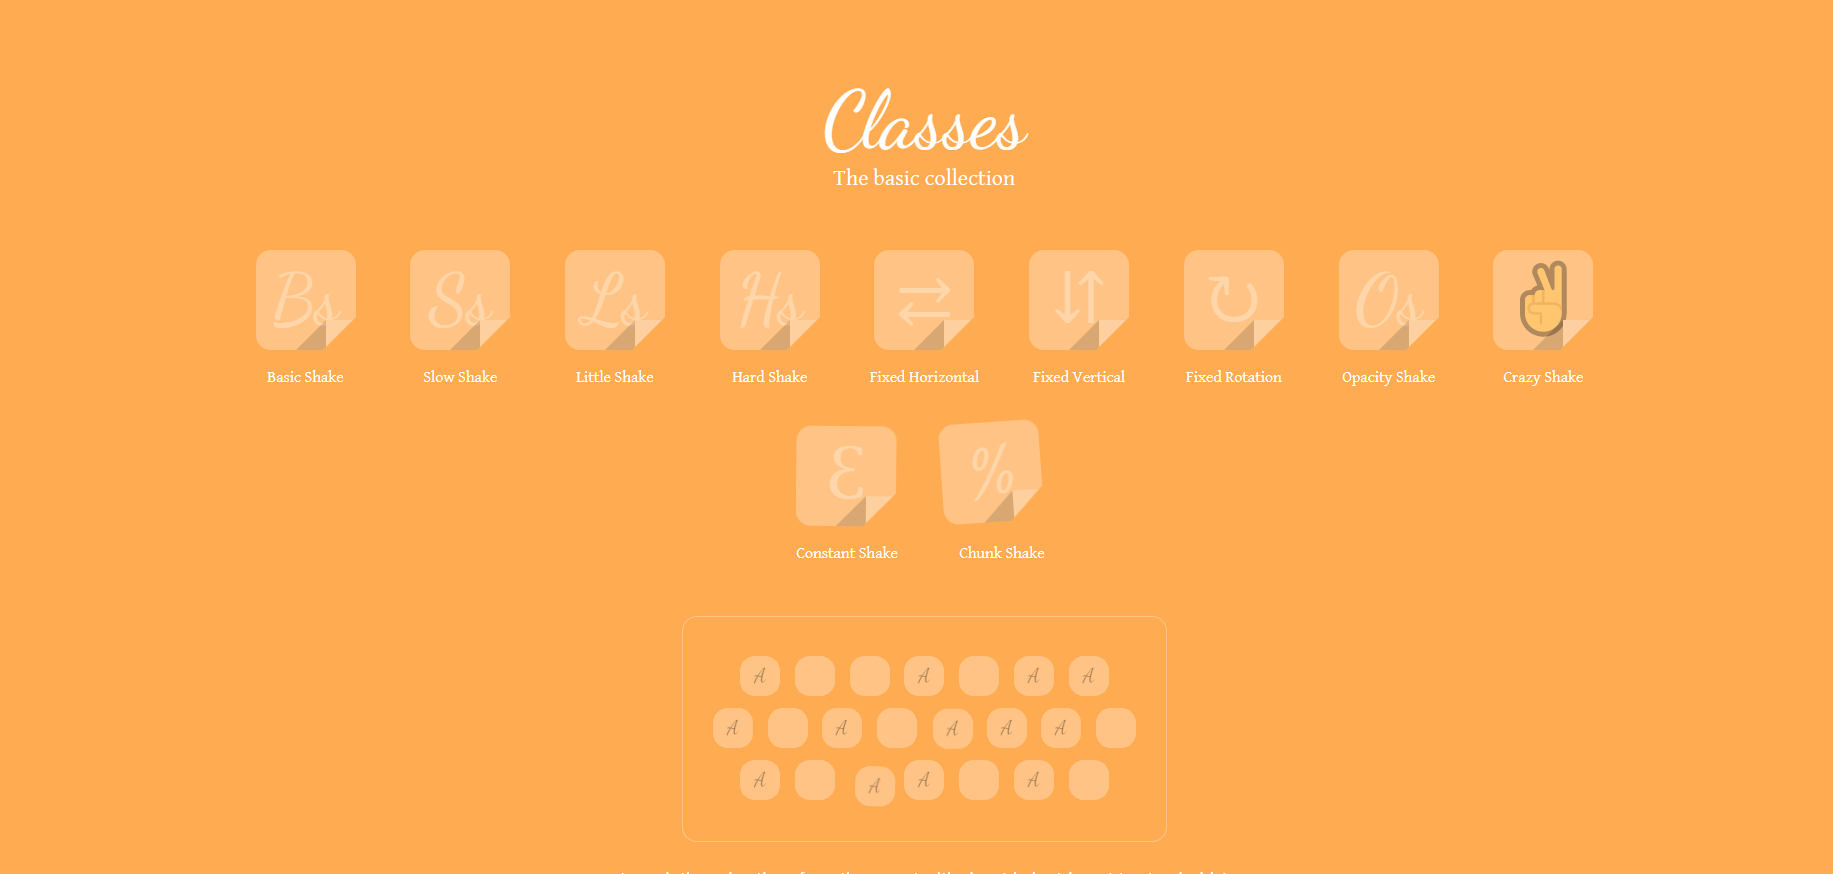 Classes
The basic collection
Bs Ss Ls Hs Os
Basic Shake Slow Shake Little Shake Hard Shake Fixed Horizontal Fixed Vertical Fixed Rotation Opacity Shake Crazy Shake
Ɛ %
Constant Shake Chunk Shake
A A A A
A A A A A
A A A A